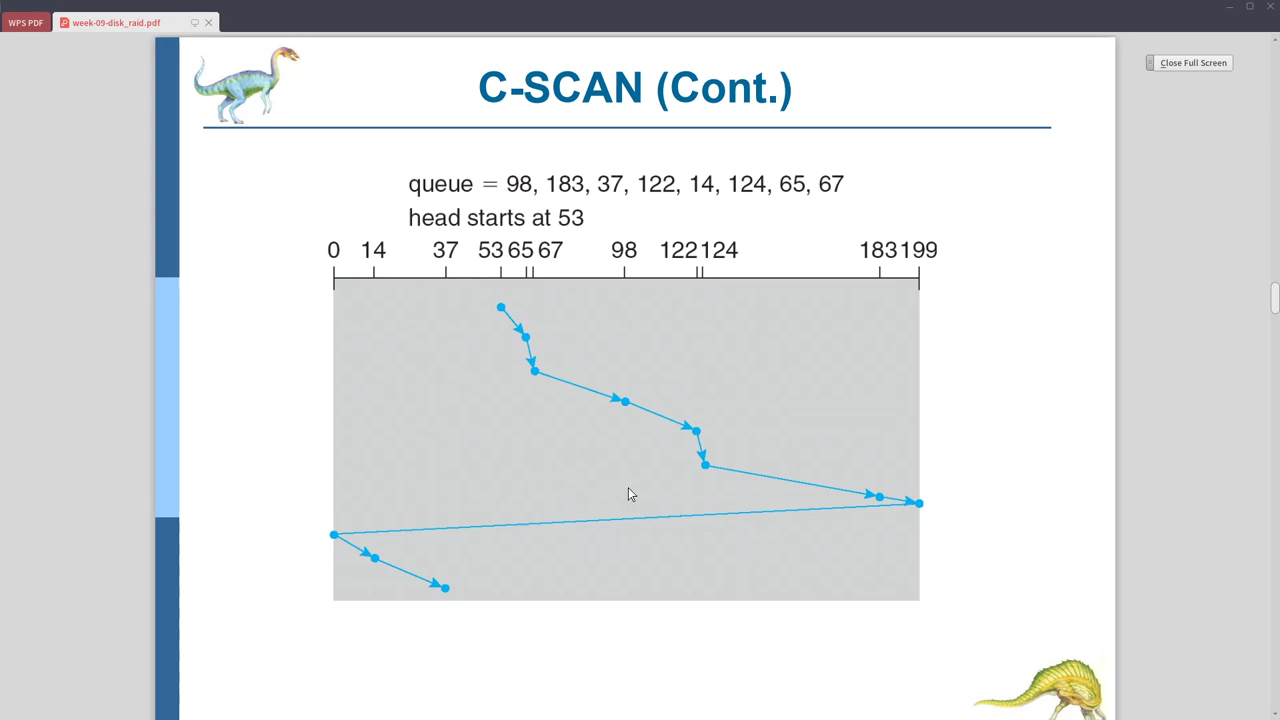 WPS PDF
week-09-disk_raid.pdf
Close Full Screen
C-SCAN (Cont.)
queue = 98, 183, 37, 122, 14, 124, 65, 67
head starts at 53
0 14 37 53 65 67 98 122 124 183 199